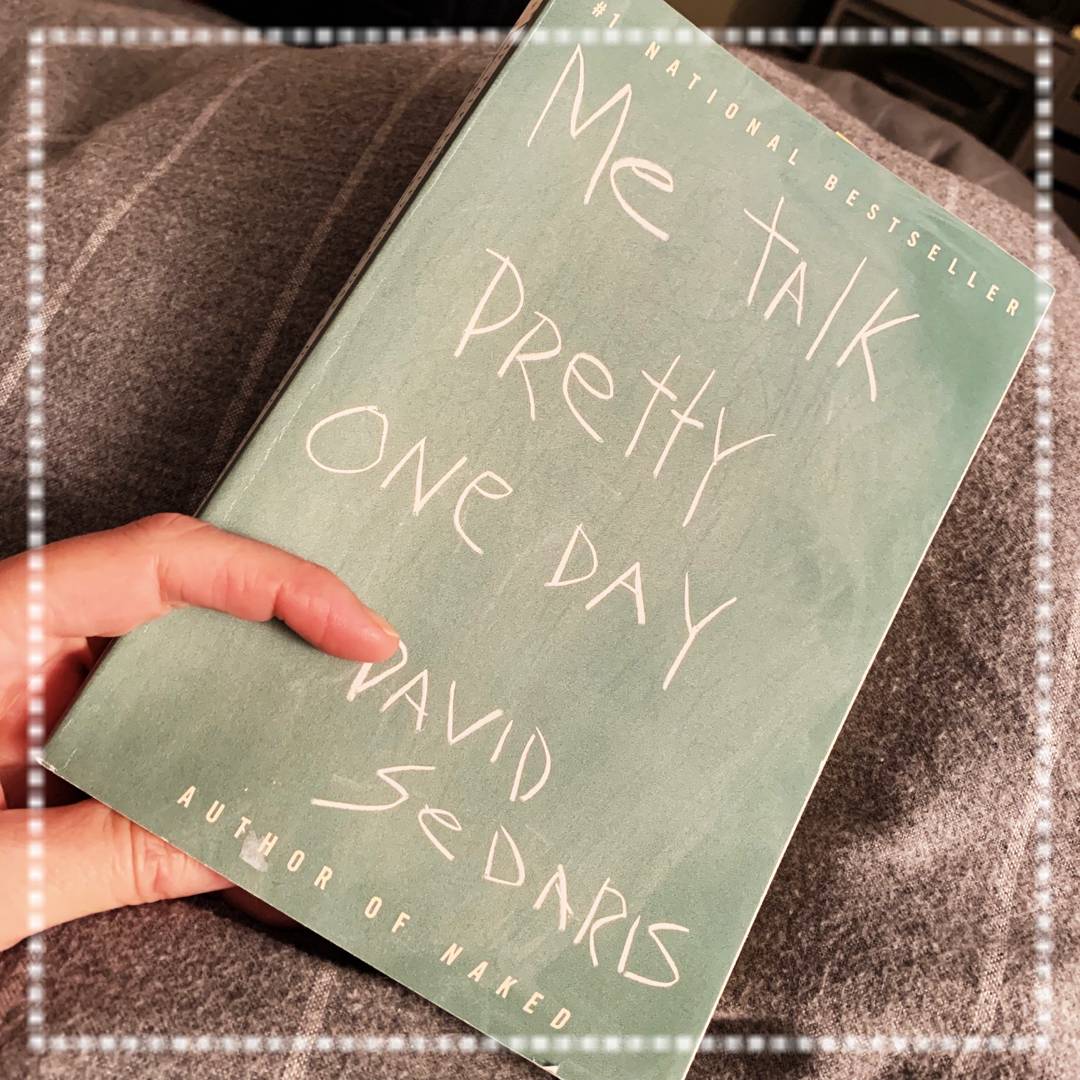 #1 NATIONAL BESTSELLER
Me tAlK
PRetty
ONe DAY
DAVID
SeDARIS
AUTHOR OF NAKED